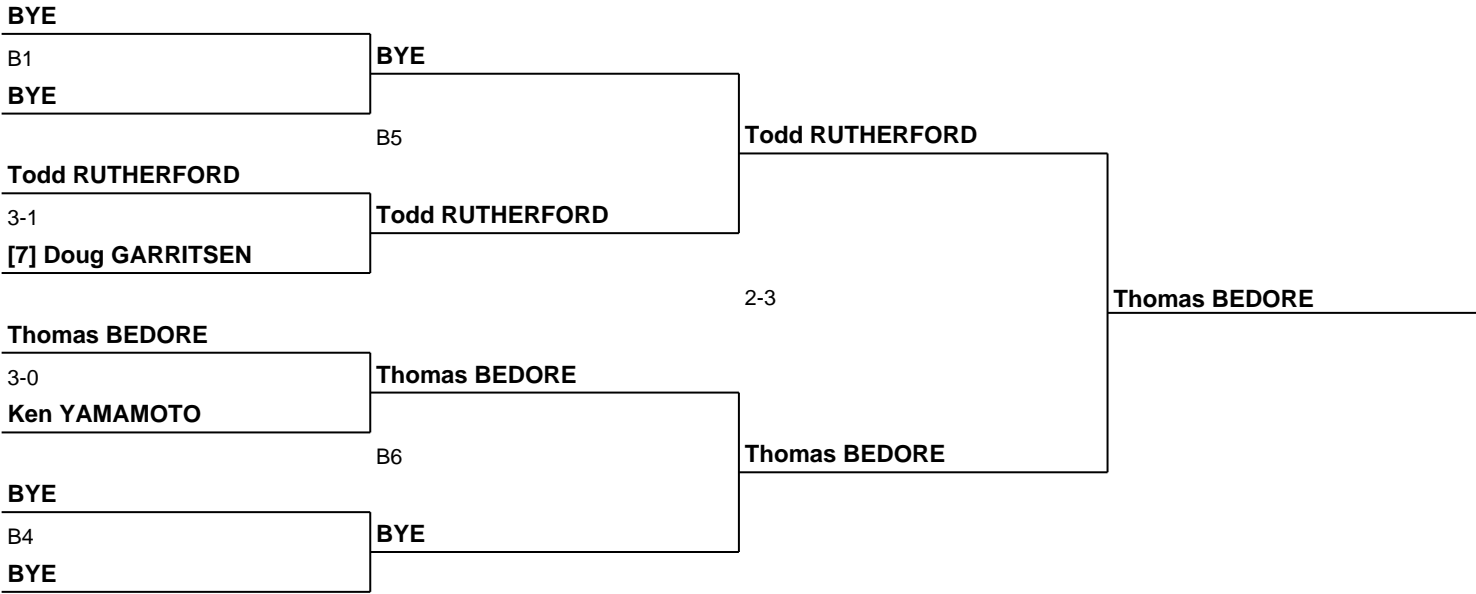 BYE
B1
BYE
BYE
B5
Todd RUTHERFORD
Todd RUTHERFORD
3-1
Todd RUTHERFORD
[7] Doug GARRITSEN
2-3
Thomas BEDORE
Thomas BEDORE
3-0
Thomas BEDORE
Ken YAMAMOTO
B6
Thomas BEDORE
BYE
B4
BYE
BYE